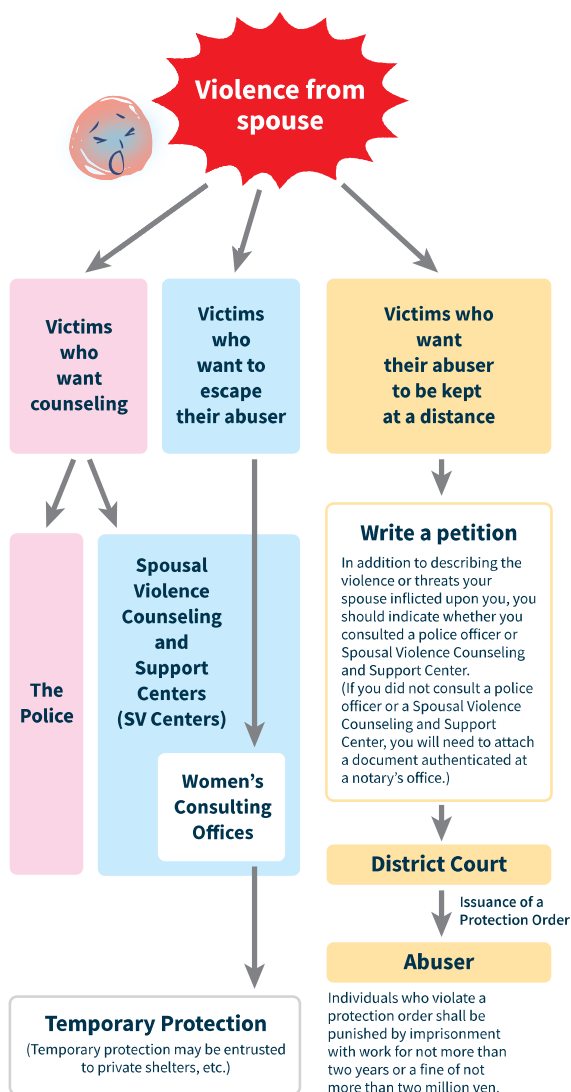 Violence from
spouse
Victims
who
want
counseling
Victims
who
want to
escape
their abuser
Victims who
want
their abuser
to be kept
at a distance
The
Police
Spousal
Violence
Counseling
and
Support
Centers
(SV Centers)
Women's
Consulting
Offices
Temporary Protection
(Temporary protection may be entrusted
to private shelters, etc.)
Write a petition
In addition to describing the
violence or threats your
spouse inflicted upon you, you
should indicate whether you
consulted a police officer or
Spousal Violence Counseling
and Support Center.
(If you did not consult a police
officer or a Spousal Violence
Counseling and Support
Center, you will need to attach
a document authenticated at
a notary's office.)
District Court
Issuance of a
Protection Order
Abuser
Individuals who violate a
protection order shall be
punished by imprisonment
with work for not more than
two years or a fine of not
more than two million yen.